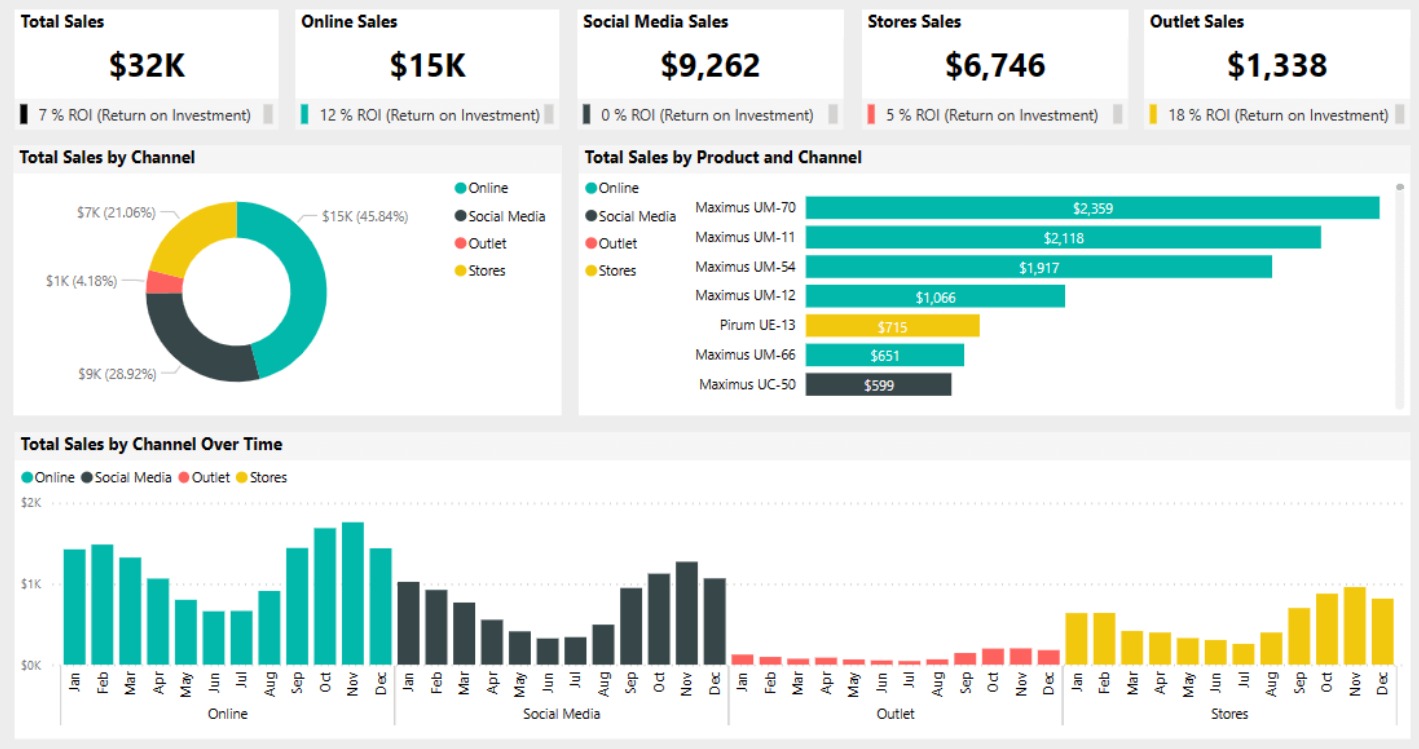 Total Sales
$32K
7 % ROI (Return on Investment)
Online Sales
$15K
12 % ROI (Return on Investment)
Social Media Sales
$9,262
0 % ROI (Return on Investment)
Stores Sales
$6,746
5 % ROI (Return on Investment)
Outlet Sales
$1,338
18 % ROI (Return on Investment)
Total Sales by Channel
$7K (21.06%)
$15K (45.84%)
$1K (4.18%)
$9K (28.92%)
Online
Social Media
Outlet
Stores
Total Sales by Product and Channel
Online
Social Media
Outlet
Stores
Maximus UM-70 $2,359
Maximus UM-11 $2,118
Maximus UM-54 $1,917
Maximus UM-12 $1,066
Pirum UE-13 $715
Maximus UM-66 $651
Maximus UC-50 $599
Total Sales by Channel Over Time
Online Social Media Outlet Stores
$2K
$1K
$0K
Jan Feb Mar Apr May Jun Jul Aug Sep Oct Nov Dec
Online
Jan Feb Mar Apr May Jun Jul Aug Sep Oct Nov Dec
Social Media
Jan Feb Mar Apr May Jun Jul Aug Sep Oct Nov Dec
Outlet
Jan Feb Mar Apr May Jun Jul Aug Sep Oct Nov Dec
Stores